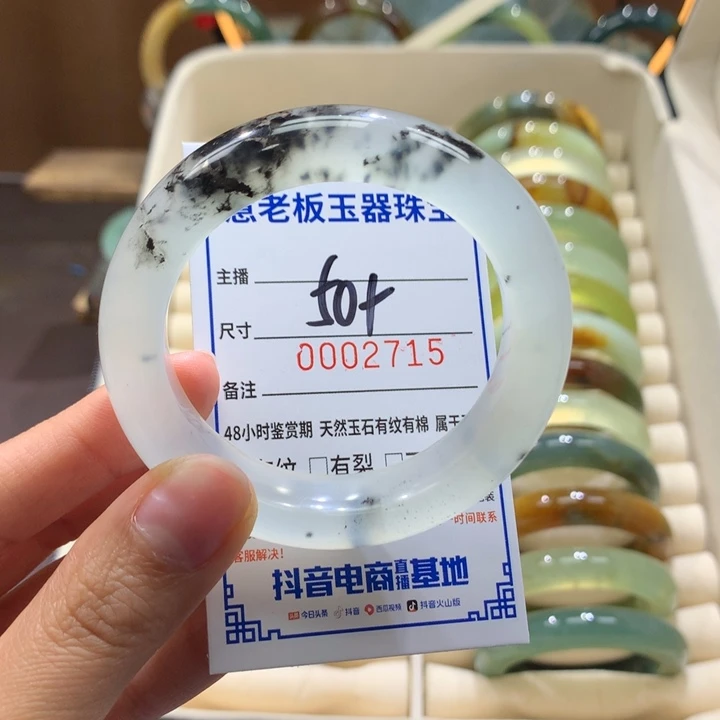 老板玉器珠宝
主播
50+
尺寸
0002715
备注
48小时鉴赏期 天然玉石有纹有棉 属于
纹 □有裂 □
时间联系
客服解决!
抖音电商直播基地
今日头条 抖音 西瓜视频 抖音火山版